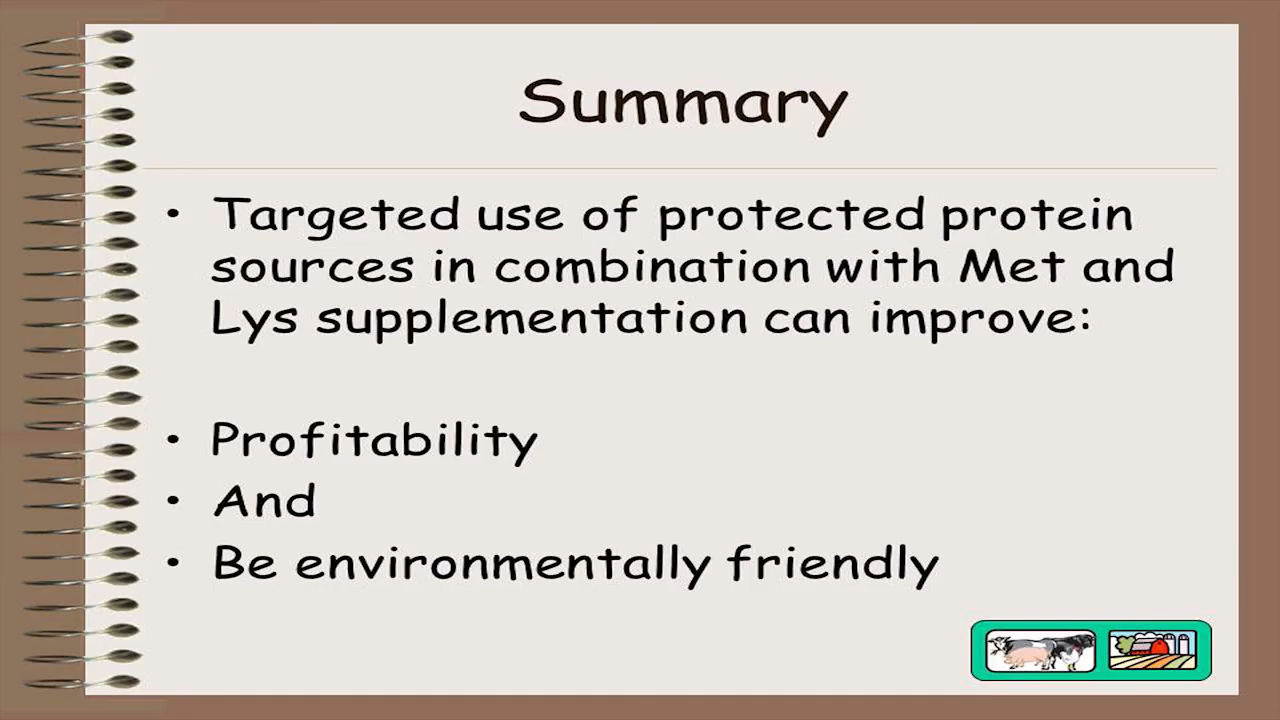 Summary
• Targeted use of protected protein
sources in combination with Met and
Lys supplementation can improve:
• Profitability
• And
• Be environmentally friendly